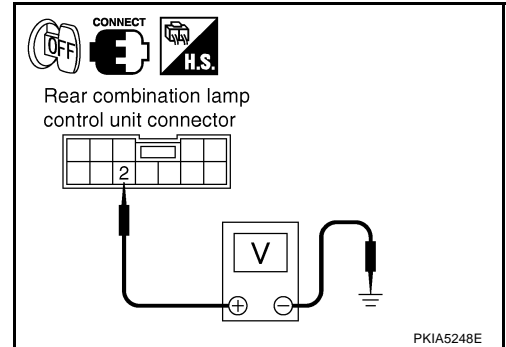 OFF
CONNECT
H.S.
Rear combination lamp
control unit connector
2
V
+ −
PKIA5248E